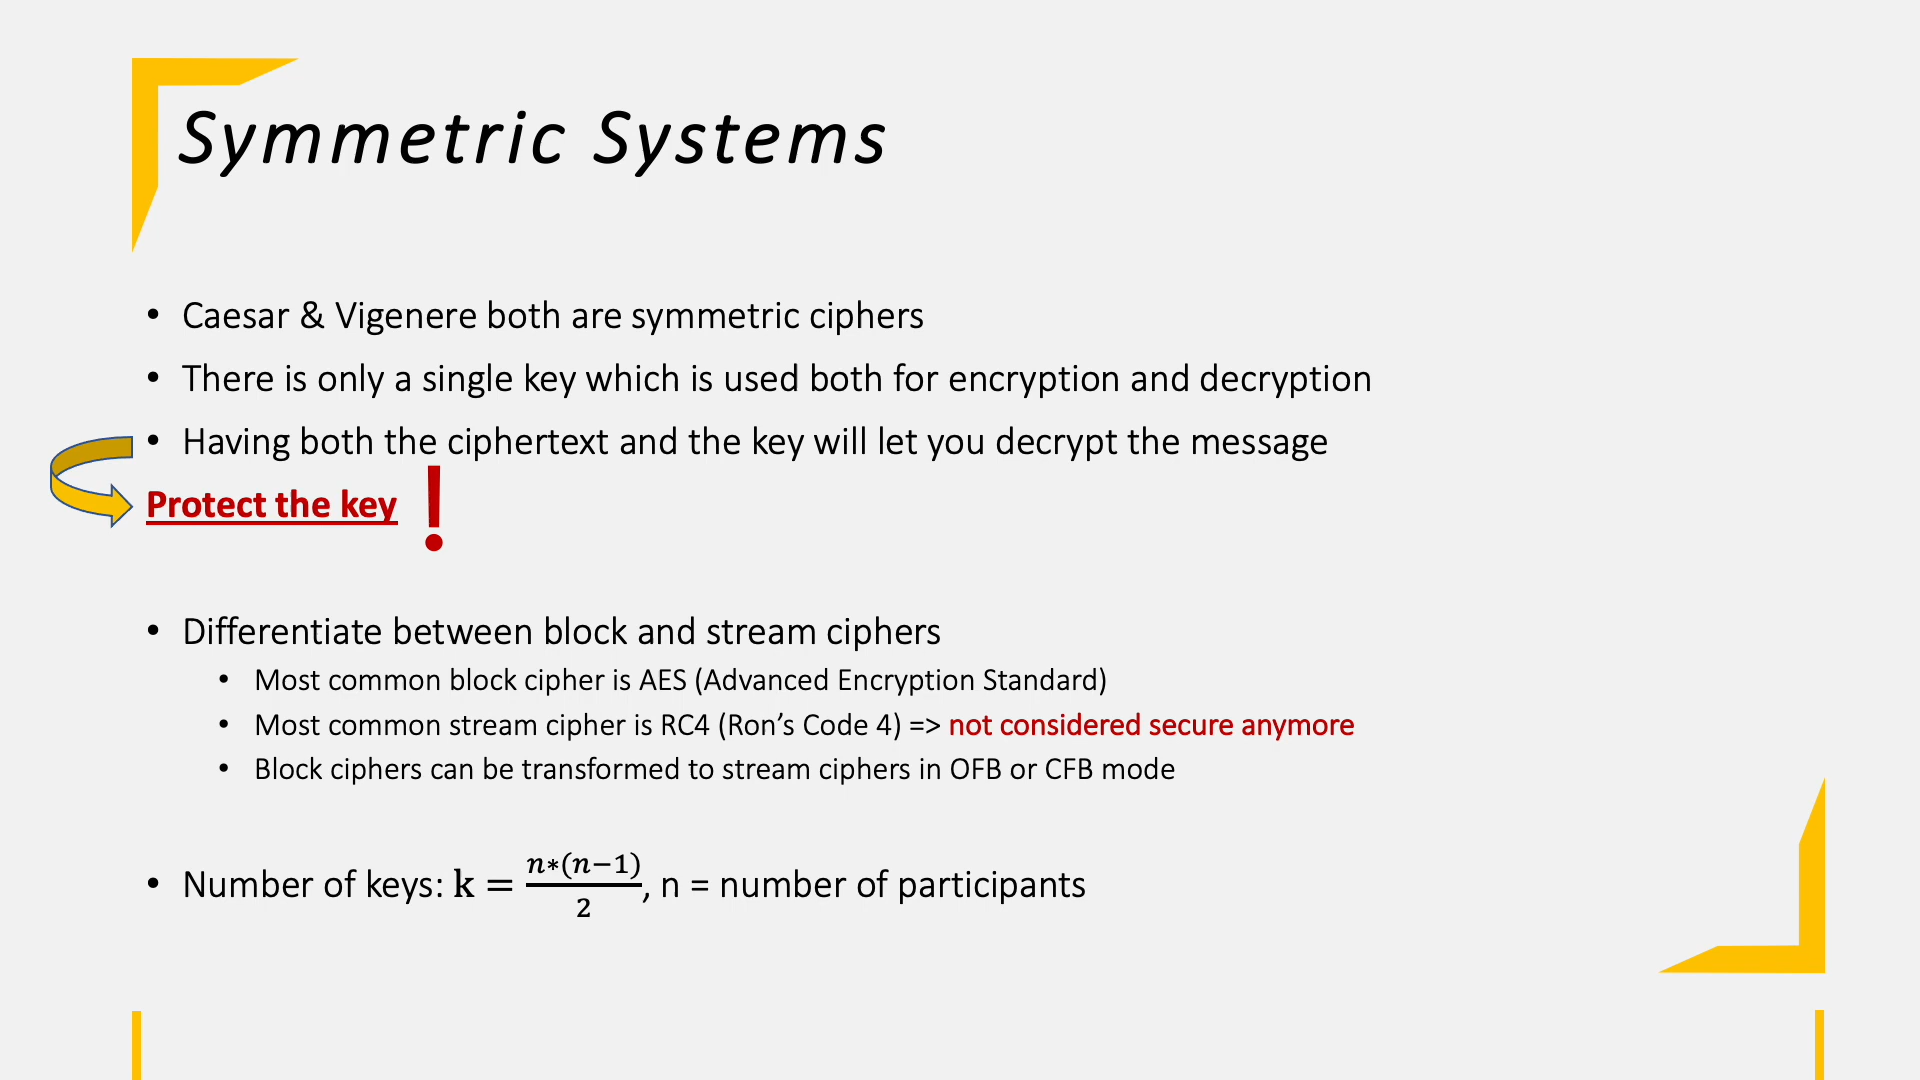 Symmetric Systems
• Caesar & Vigenere both are symmetric ciphers
• There is only a single key which is used both for encryption and decryption
• Having both the ciphertext and the key will let you decrypt the message
Protect the key !
• Differentiate between block and stream ciphers
• Most common block cipher is AES (Advanced Encryption Standard)
• Most common stream cipher is RC4 (Ron’s Code 4) => not considered secure anymore
• Block ciphers can be transformed to stream ciphers in OFB or CFB mode
• Number of keys: k = n*(n−1)/2, n = number of participants